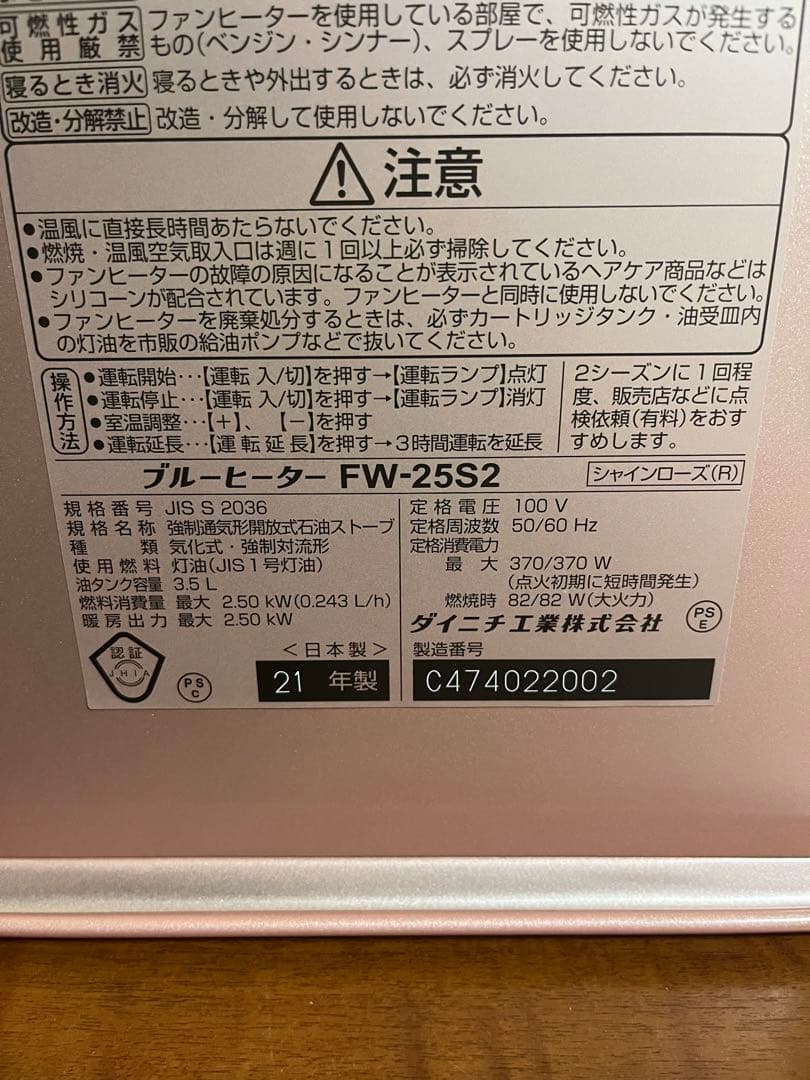 可燃性ガス 使用厳禁
ファンヒーターを使用している部屋で、可燃性ガスが発生する
もの(ベンジン・シンナー)、スプレーを使用しないでください。
寝るとき消火 寝るときや外出するときは、必ず消火してください。
改造・分解禁止 改造・分解して使用しないでください。
注意
●温風に直接長時間あたらないでください。
●燃焼・温風空気取入口は週に1回以上必ず掃除してください。
●ファンヒーターの故障の原因になることが表示されているヘアケア商品などは
シリコーンが配合されています。ファンヒーターと同時に使用しないでください。
●ファンヒーターを廃棄処分するときは、必ずカートリッジタンク・油受皿内
の灯油を市販の給油ポンプなどで抜いてください。
操作方法
●運転開始…【運転 入/切】を押す→【運転ランプ】点灯
●運転停止…【運転 入/切】を押す→【運転ランプ】消灯
●室温調整…【+】、【-】を押す
●運転延長…【運転延長】を押す→3時間運転を延長
2シーズンに1回程
度、販売店などに点
検依頼(有料)をおす
すめします。
ブルーヒーター FW-25S2 シャインローズ(R)
規格番号 JIS S 2036
規格名称 強制通気形開放式石油ストーブ
種類 気化式・強制対流形
使用燃料 灯油(JIS1号灯油)
油タンク容量 3.5 L
燃料消費量 最大 2.50 kW(0.243 L/h)
暖房出力 最大 2.50 kW
定格電圧 100 V
定格周波数 50/60 Hz
定格消費電力
最大 370/370 W
(点火初期に短時間発生)
燃焼時 82/82 W(大火力)
ダイニチ工業株式会社
PS
E
認証
JHIA
PS
C
<日本製>
21 年製
製造番号
C474022002